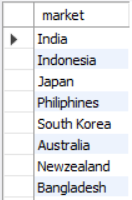 market
India
Indonesia
Japan
Philiphines
South Korea
Australia
Newzealand
Bangladesh